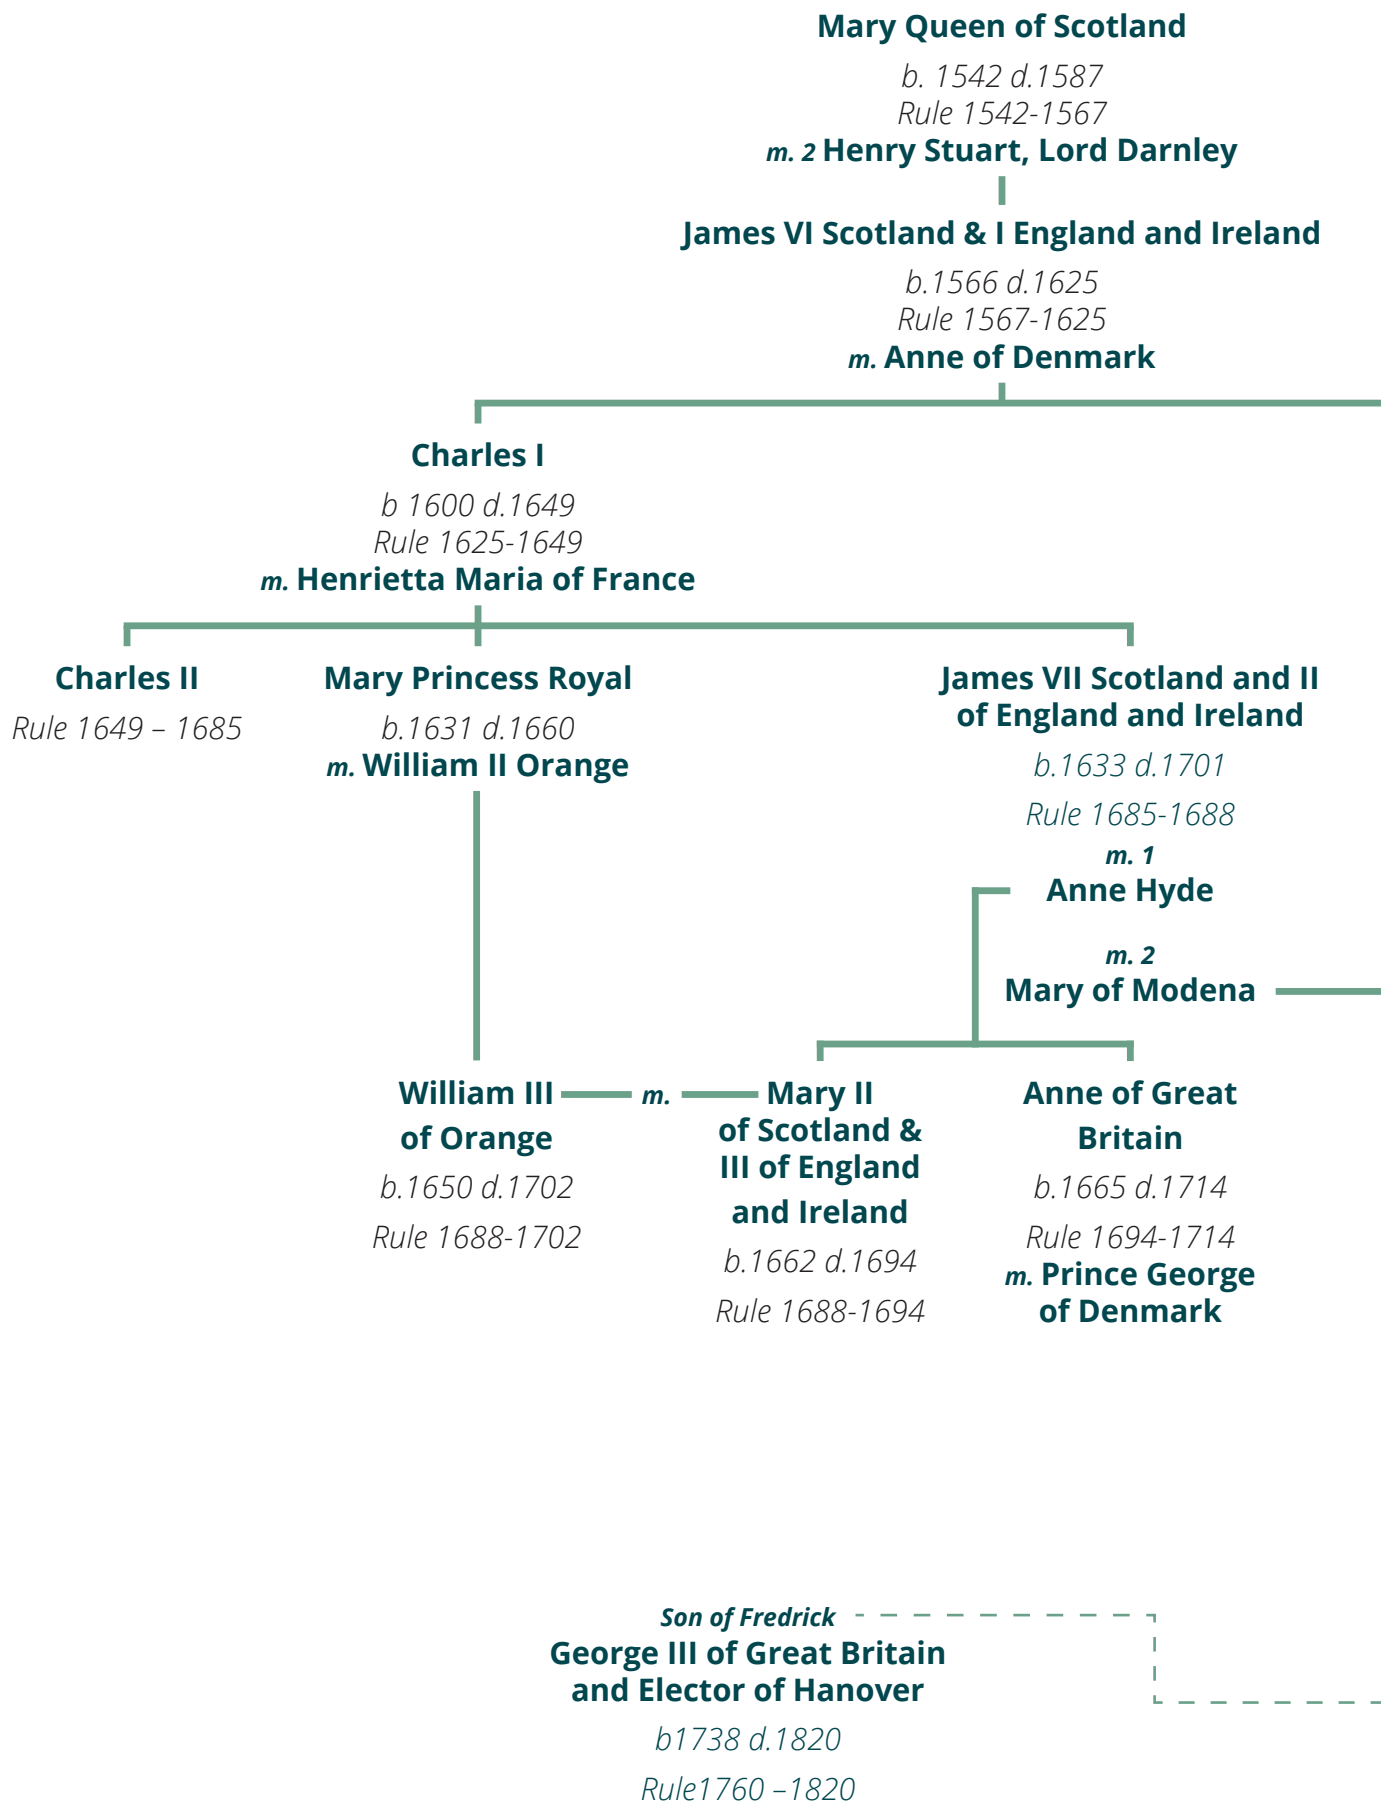 Mary Queen of Scotland
b. 1542 d.1587
Rule 1542-1567
m. 2 Henry Stuart, Lord Darnley
James VI Scotland & I England and Ireland
b.1566 d.1625
Rule 1567-1625
m. Anne of Denmark
Charles I
b 1600 d.1649
Rule 1625-1649
m. Henrietta Maria of France
Charles II
Rule 1649 – 1685
Mary Princess Royal
b.1631 d.1660
m. William II Orange
James VII Scotland and II
of England and Ireland
b.1633 d.1701
Rule 1685-1688
m. 1
Anne Hyde
m. 2
Mary of Modena
William III
of Orange
b.1650 d.1702
Rule 1688-1702
m.
Mary II
of Scotland &
III of England
and Ireland
b.1662 d.1694
Rule 1688-1694
Anne of Great
Britain
b.1665 d.1714
Rule 1694-1714
m. Prince George
of Denmark
Son of Fredrick
George III of Great Britain
and Elector of Hanover
b1738 d.1820
Rule1760 –1820